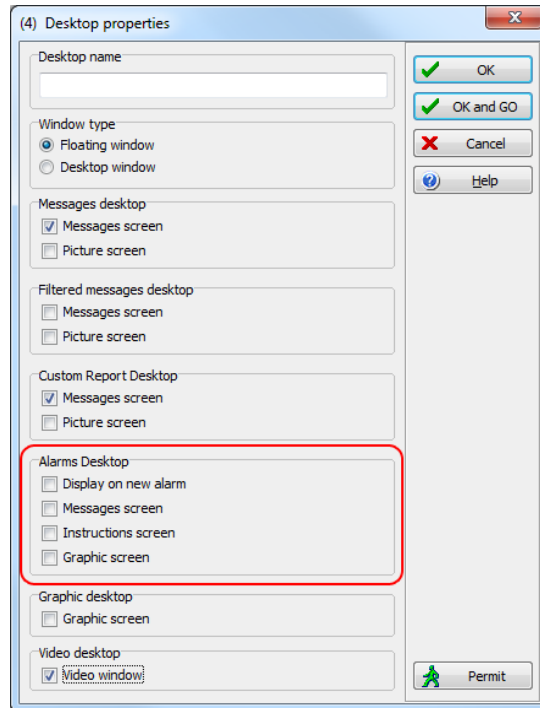 (4) Desktop properties
Desktop name
Window type
Floating window
Desktop window
Messages desktop
Messages screen
Picture screen
Filtered messages desktop
Messages screen
Picture screen
Custom Report Desktop
Messages screen
Picture screen
Alarms Desktop
Display on new alarm
Messages screen
Instructions screen
Graphic screen
Graphic desktop
Graphic screen
Video desktop
Video window
OK
OK and GO
Cancel
Help
Permit